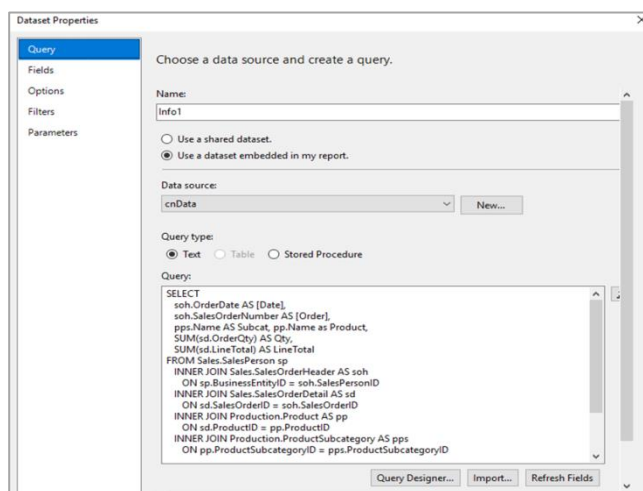 Dataset Properties
Query
Fields
Options
Filters
Parameters
Choose a data source and create a query.
Name:
Info1
Use a shared dataset.
Use a dataset embedded in my report.
Data source:
cnData
New...
Query type:
Text
Table
Stored Procedure
Query:
SELECT
soh.OrderDate AS [Date],
soh.SalesOrderNumber AS [Order],
pps.Name AS Subcat, pp.Name as Product,
SUM(sd.OrderQty) AS Qty,
SUM(sd.LineTotal) AS LineTotal
FROM Sales.SalesPerson sp
INNER JOIN Sales.SalesOrderHeader AS soh
ON sp.BusinessEntityID = soh.SalesPersonID
INNER JOIN Sales.SalesOrderDetail AS sd
ON sd.SalesOrderID = soh.SalesOrderID
INNER JOIN Production.Product AS pp
ON sd.ProductID = pp.ProductID
INNER JOIN Production.ProductSubcategory AS pps
ON pp.ProductSubcategoryID = pps.ProductSubcategoryID
Query Designer...
Import...
Refresh Fields